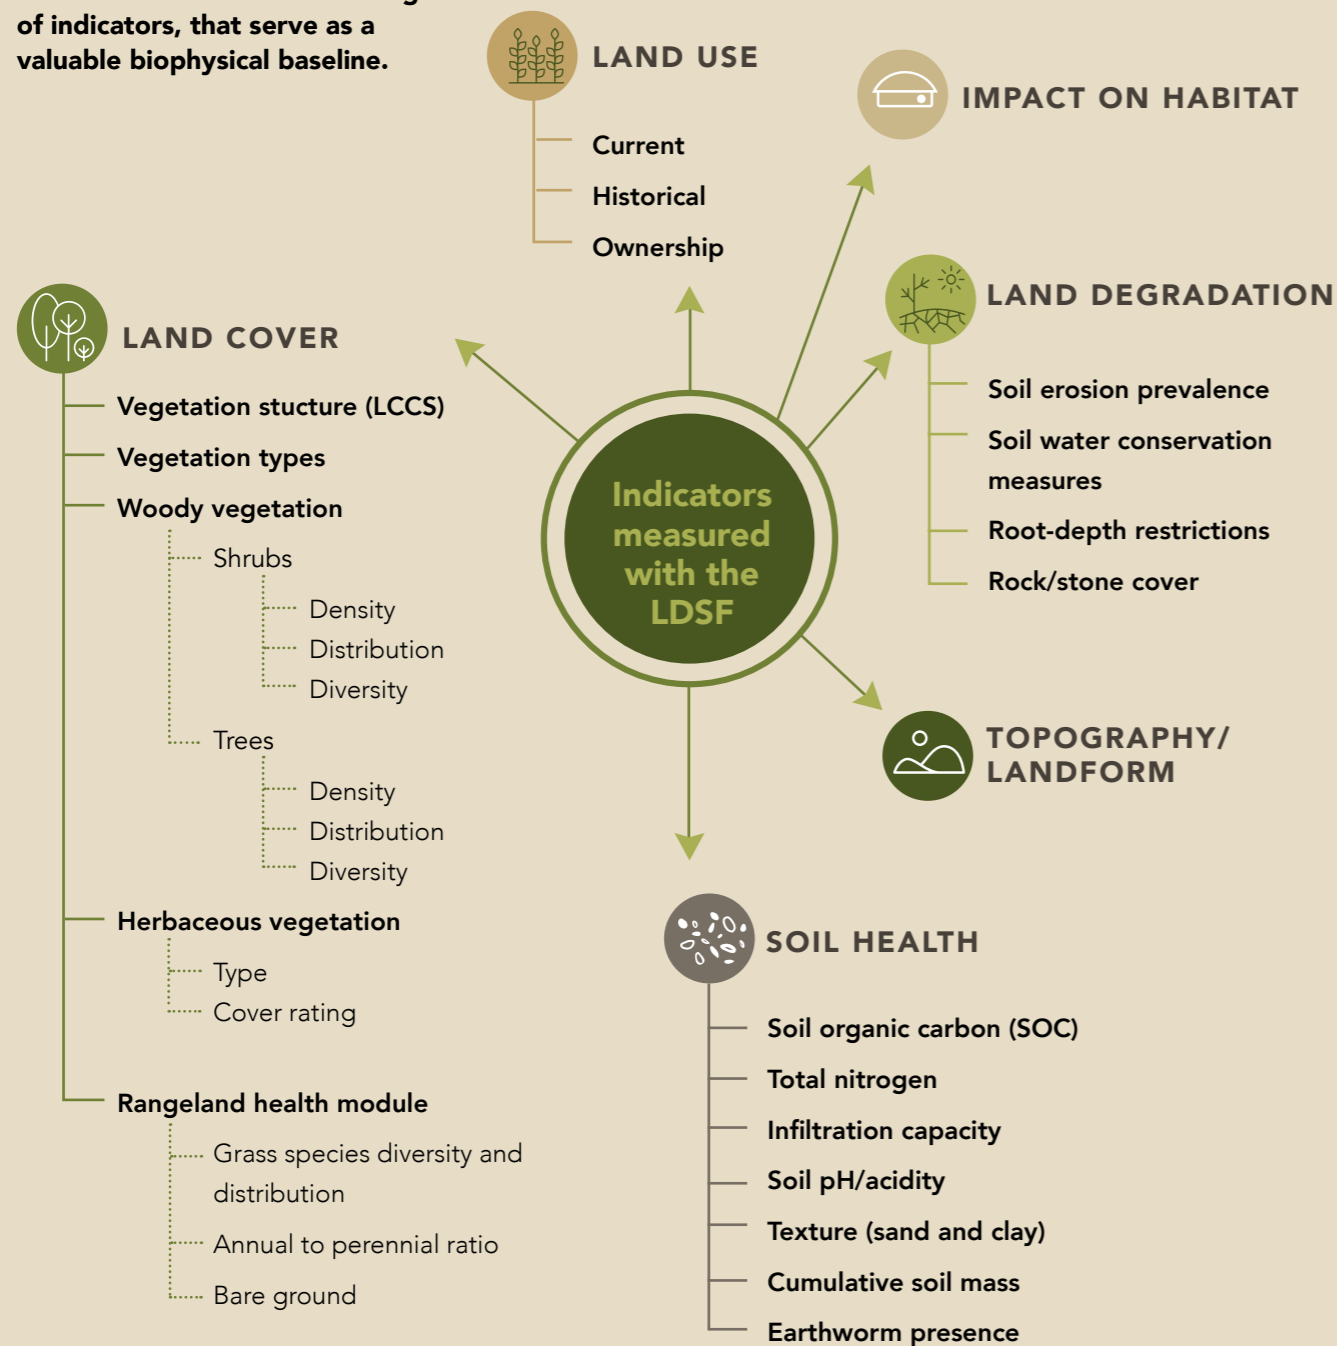 of indicators, that serve as a
valuable biophysical baseline.
LAND USE
Current
Historical
Ownership
IMPACT ON HABITAT
LAND DEGRADATION
Soil erosion prevalence
Soil water conservation
measures
Root-depth restrictions
Rock/stone cover
LAND COVER
Vegetation stucture (LCCS)
Vegetation types
Woody vegetation
Shrubs
Density
Distribution
Diversity
Trees
Density
Distribution
Diversity
Herbaceous vegetation
Type
Cover rating
Rangeland health module
Grass species diversity and
distribution
Annual to perennial ratio
Bare ground
Indicators
measured
with the
LDSF
TOPOGRAPHY/
LANDFORM
SOIL HEALTH
Soil organic carbon (SOC)
Total nitrogen
Infiltration capacity
Soil pH/acidity
Texture (sand and clay)
Cumulative soil mass
Earthworm presence